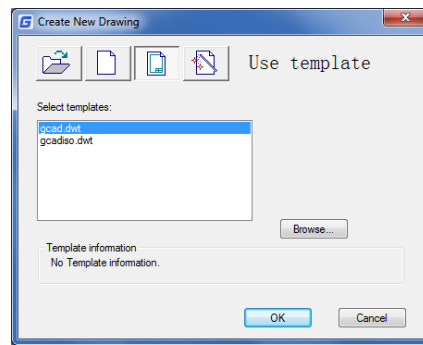 Create New Drawing
Use template
Select templates:
gcad.dwt
gcadiso.dwt
Browse...
Template information
No Template information.
OK
Cancel